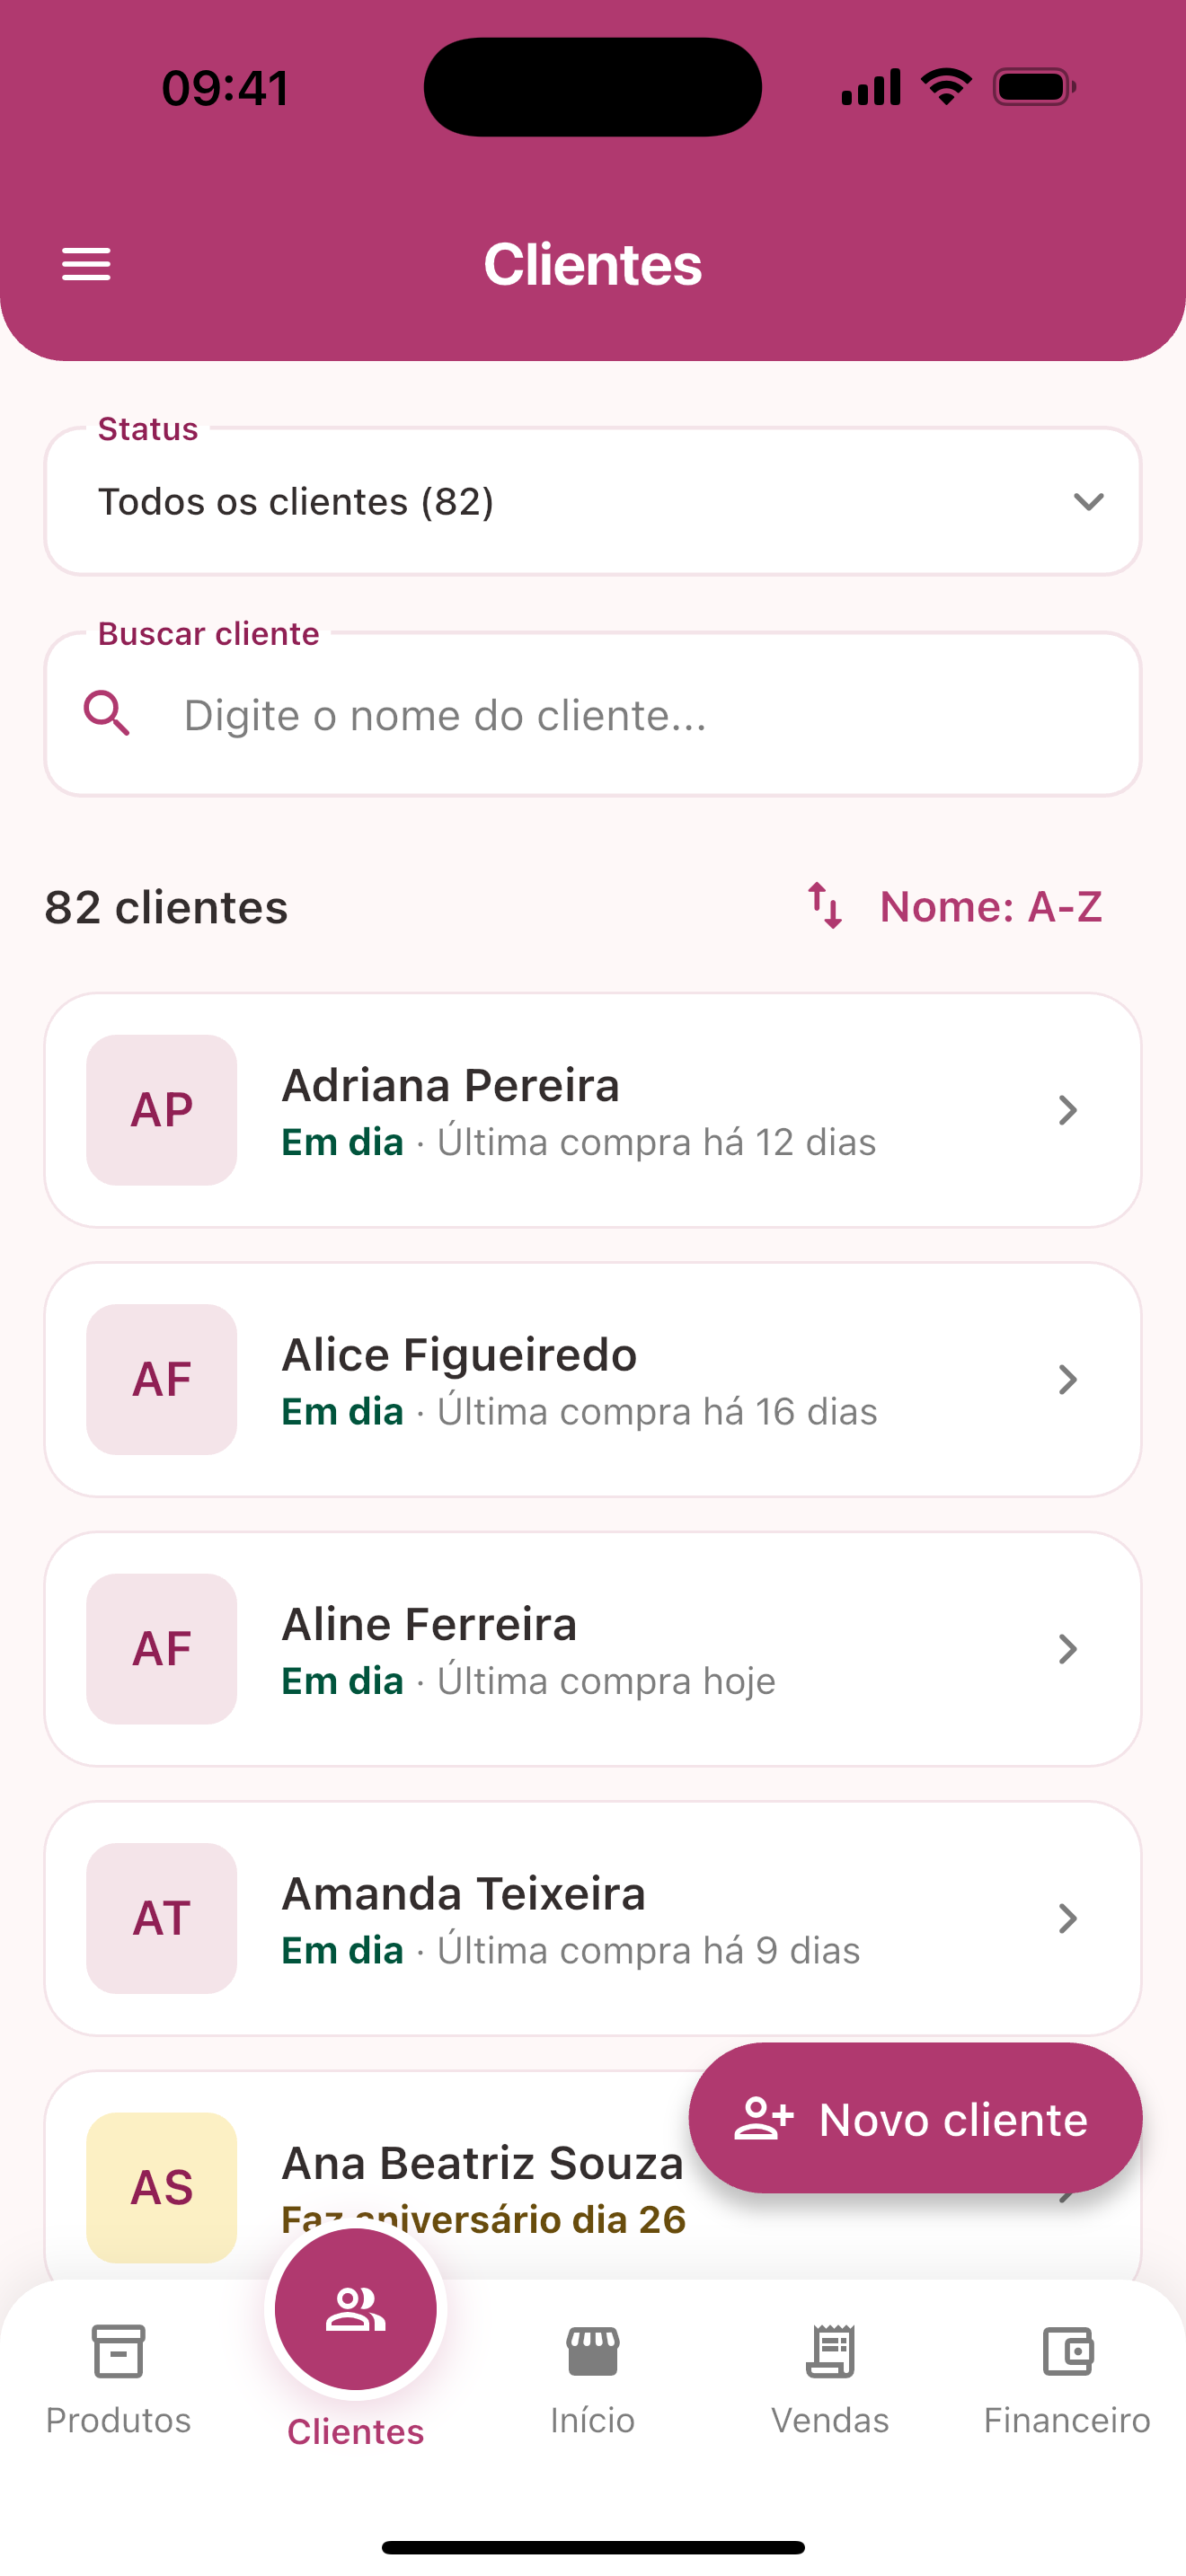 09:41
Clientes
Status
Todos os clientes (82)
Buscar cliente
Digite o nome do cliente...
82 clientes
Nome: A-Z
AP
Adriana Pereira
Em dia · Última compra há 12 dias
AF
Alice Figueiredo
Em dia · Última compra há 16 dias
AF
Aline Ferreira
Em dia · Última compra hoje
AT
Amanda Teixeira
Em dia · Última compra há 9 dias
Novo cliente
AS
Ana Beatriz Souza
Faz aniversário dia 26
Produtos
Clientes
Início
Vendas
Financeiro